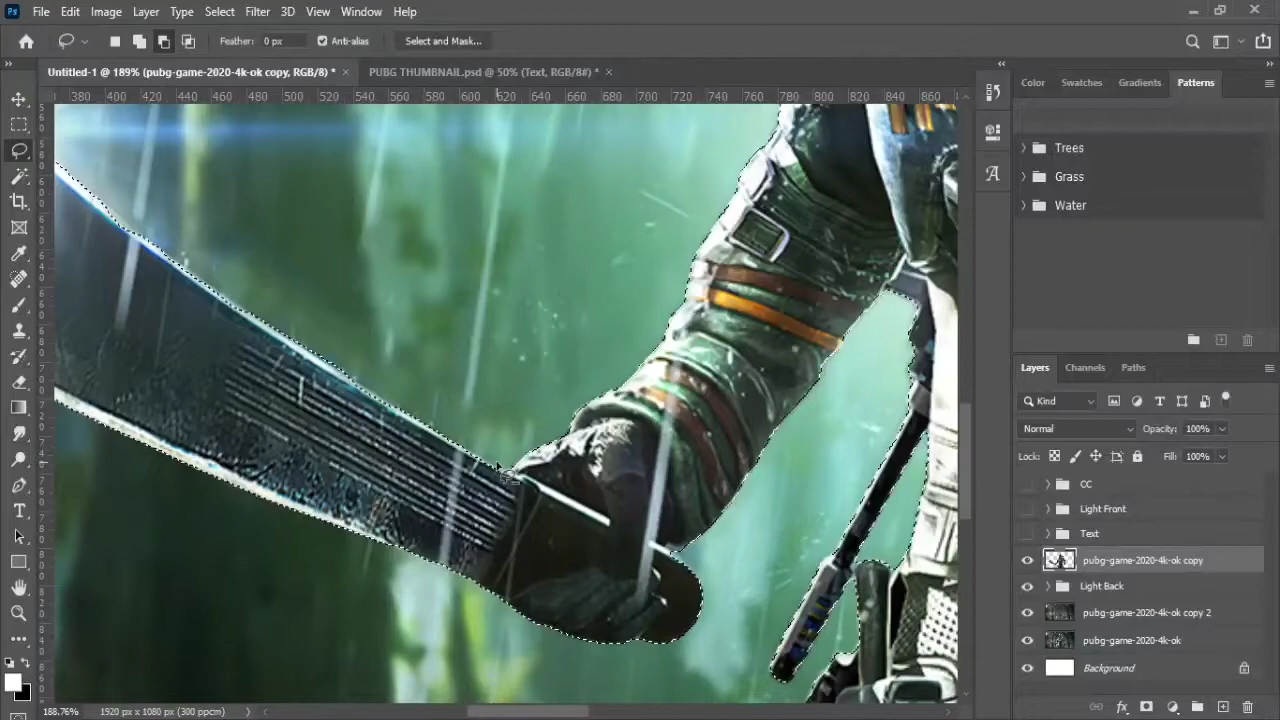 Ps File Edit Image Layer Type Select Filter 3D View Window Help
Feather: 0 px Anti-alias Select and Mask...
Untitled-1 @ 189% (pubg-game-2020-4k-ok copy, RGB/8) * × PUBG THUMBNAIL.psd @ 50% (Text, RGB/8#) * ×
380 400 420 440 460 480 500 520 540 560 580 600 620 640 660 680 700 720 740 760 780 800 820 840 860
Color Swatches Gradients Patterns
Trees
Grass
Water
Layers Channels Paths
Kind
Normal Opacity: 100%
Lock: Fill: 100%
CC
Light Front
Text
pubg-game-2020-4k-ok copy
Light Back
pubg-game-2020-4k-ok copy 2
pubg-game-2020-4k-ok
Background
188.76% 1920 px x 1080 px (300 ppcm)